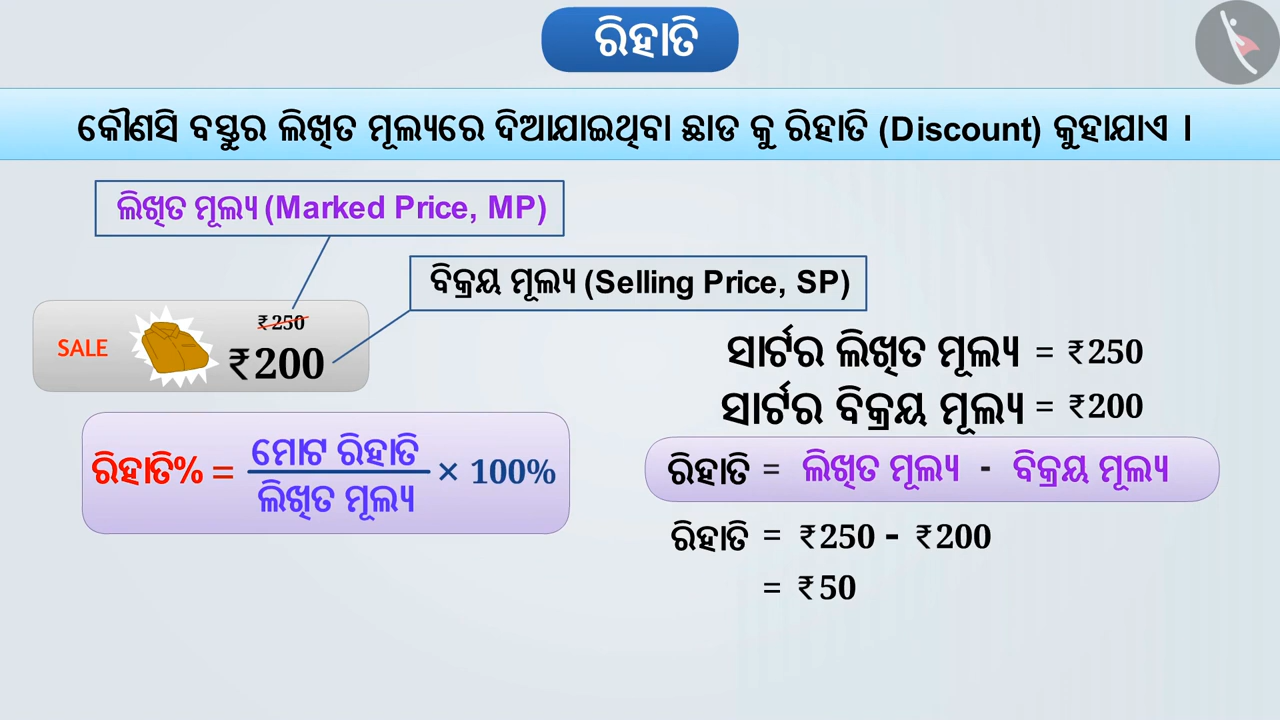 ରିହାତି
କୌଣସି ବସ୍ତୁର ଲିଖିତ ମୂଲ୍ୟରେ ଦିଆଯାଇଥିବା ଛାଡ କୁ ରିହାତି (Discount) କୁହାଯାଏ ।
ଲିଖିତ ମୂଲ୍ୟ (Marked Price, MP)
ବିକ୍ରୟ ମୂଲ୍ୟ (Selling Price, SP)
₹250
SALE
₹200
ସାର୍ଟର ଲିଖିତ ମୂଲ୍ୟ = ₹250
ସାର୍ଟର ବିକ୍ରୟ ମୂଲ୍ୟ = ₹200
ରିହାତି% = ମୋଟ ରିହାତି / ଲିଖିତ ମୂଲ୍ୟ × 100%
ରିହାତି = ଲିଖିତ ମୂଲ୍ୟ - ବିକ୍ରୟ ମୂଲ୍ୟ
ରିହାତି = ₹250 - ₹200
= ₹50